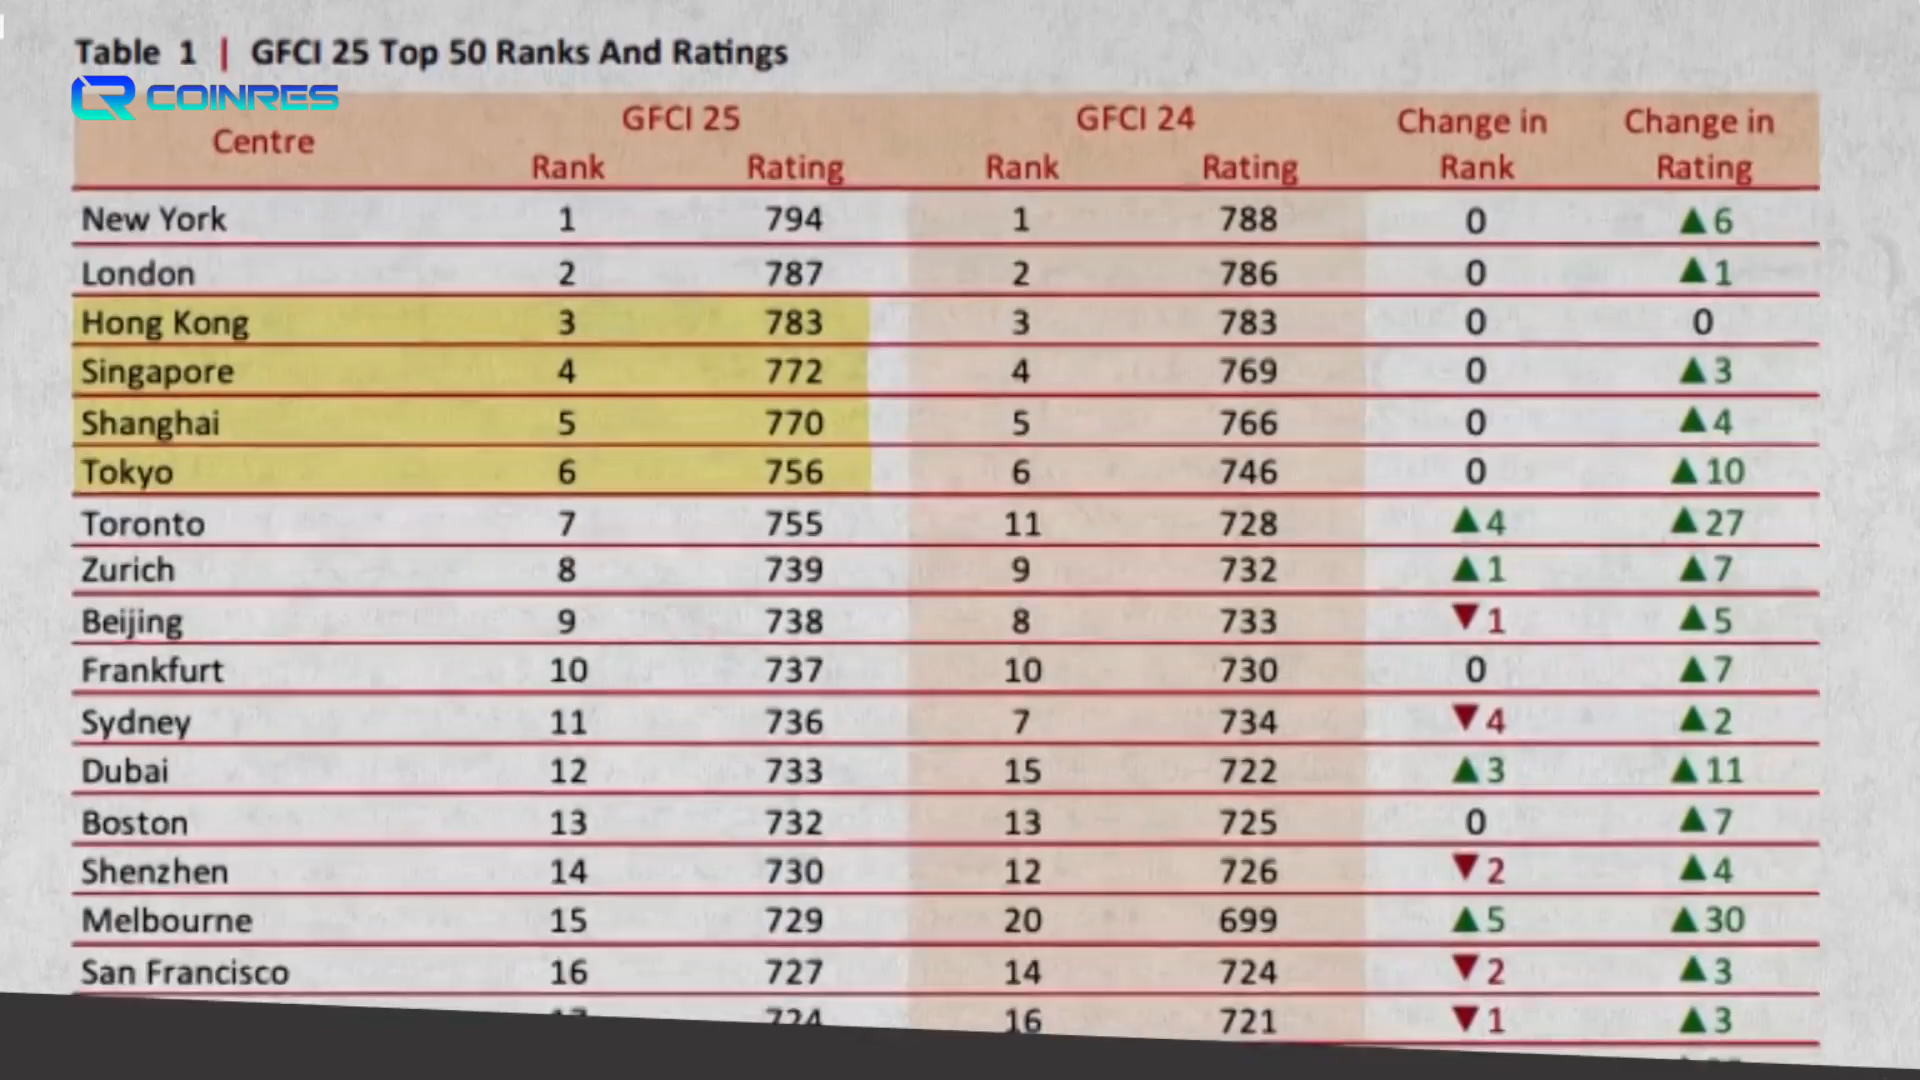 Table 1 | GFCI 25 Top 50 Ranks And Ratings
COINRES
Centre GFCI 25 GFCI 24 Change in Change in
Rank Rating Rank Rating Rank Rating
New York 1 794 1 788 0 ▲6
London 2 787 2 786 0 ▲1
Hong Kong 3 783 3 783 0 0
Singapore 4 772 4 769 0 ▲3
Shanghai 5 770 5 766 0 ▲4
Tokyo 6 756 6 746 0 ▲10
Toronto 7 755 11 728 ▲4 ▲27
Zurich 8 739 9 732 ▲1 ▲7
Beijing 9 738 8 733 ▼1 ▲5
Frankfurt 10 737 10 730 0 ▲7
Sydney 11 736 7 734 ▼4 ▲2
Dubai 12 733 15 722 ▲3 ▲11
Boston 13 732 13 725 0 ▲7
Shenzhen 14 730 12 726 ▼2 ▲4
Melbourne 15 729 20 699 ▲5 ▲30
San Francisco 16 727 14 724 ▼2 ▲3
724 16 721 ▼1 ▲3